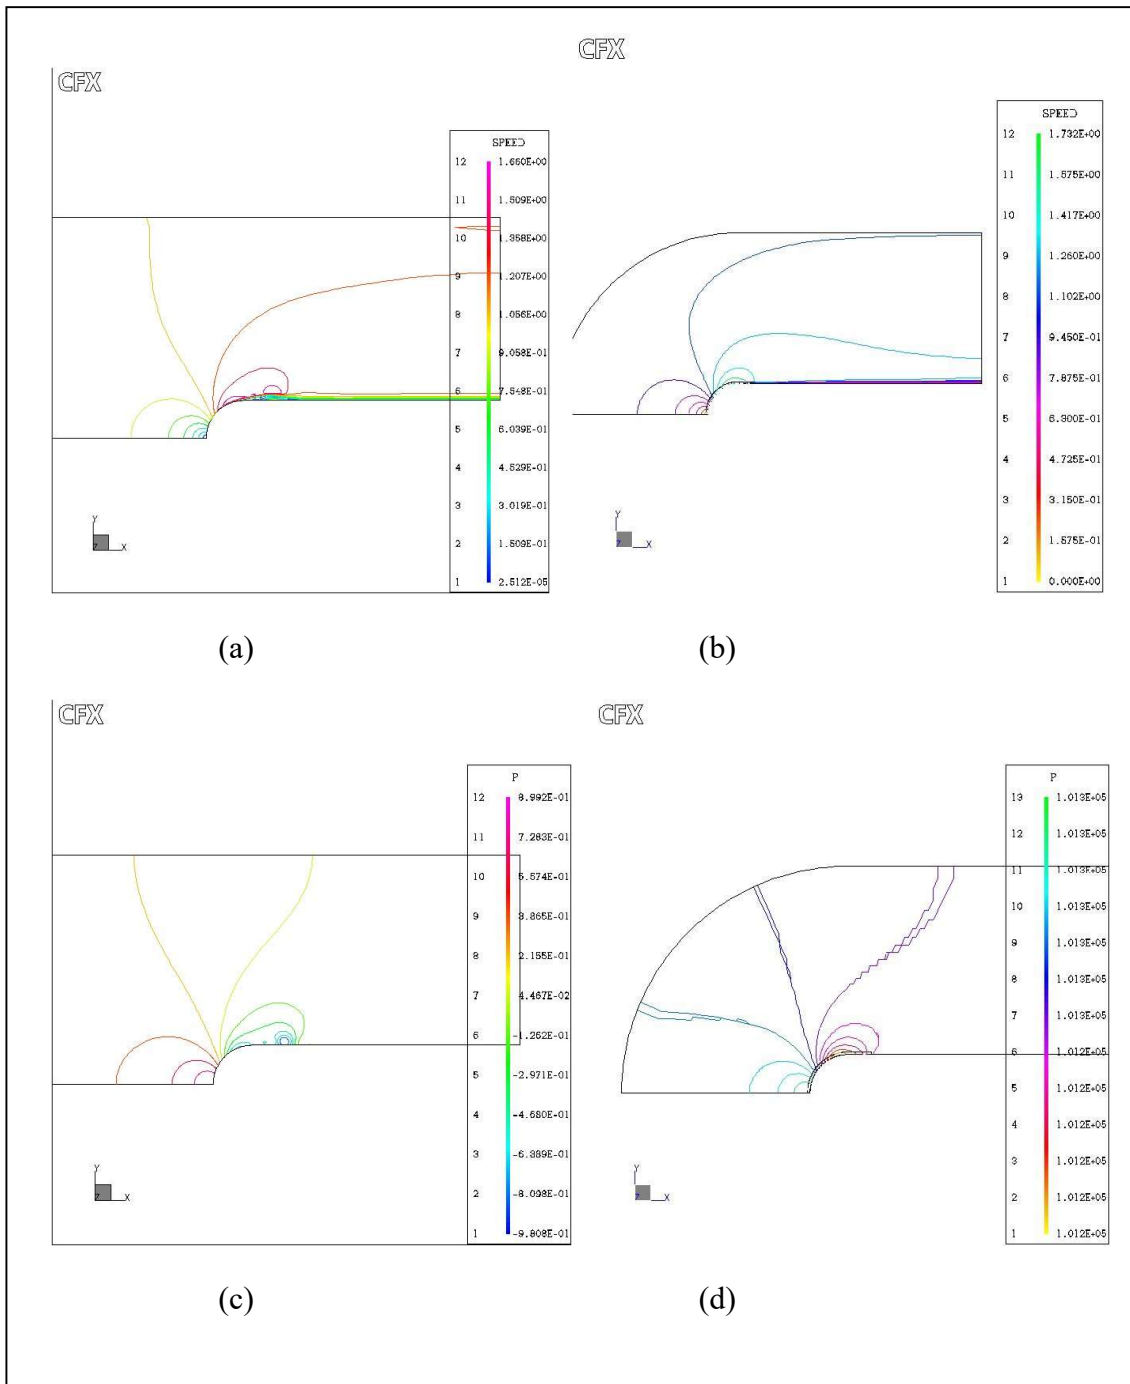 CFX
SPEED
12 1.660E+00
11 1.509E+00
10 1.358E+00
9 1.207E+00
8 1.056E+00
7 9.058E-01
6 7.548E-01
5 6.039E-01
4 4.529E-01
3 3.019E-01
2 1.509E-01
1 2.512E-05
Y
Z X
(a)
CFX
SPEED
12 1.732E+00
11 1.575E+00
10 1.417E+00
9 1.260E+00
8 1.102E+00
7 9.450E-01
6 7.875E-01
5 6.300E-01
4 4.725E-01
3 3.150E-01
2 1.575E-01
1 0.000E+00
Y
Z X
(b)
CFX
P
12 8.992E-01
11 7.283E-01
10 5.574E-01
9 3.865E-01
8 2.155E-01
7 4.467E-02
6 -1.262E-01
5 -2.971E-01
4 -4.680E-01
3 -6.389E-01
2 -8.098E-01
1 -9.808E-01
Y
Z X
(c)
CFX
P
13 1.013E+05
12 1.013E+05
11 1.013E+05
10 1.013E+05
9 1.013E+05
8 1.013E+05
7 1.013E+05
6 1.012E+05
5 1.012E+05
4 1.012E+05
3 1.012E+05
2 1.012E+05
1 1.012E+05
Y
Z X
(d)